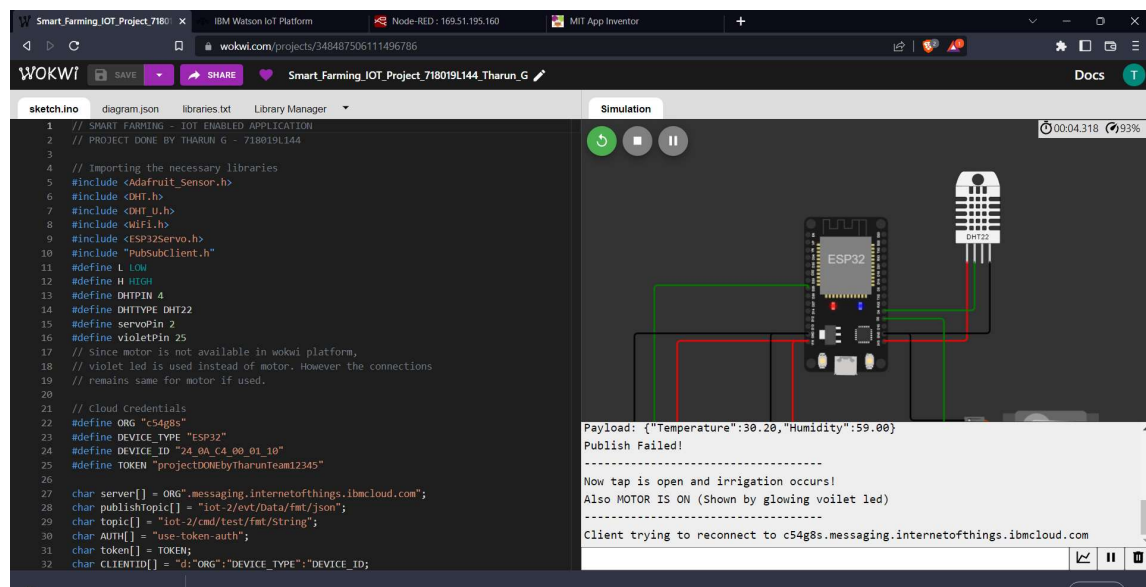 Smart_Farming_IOT_Project_7180 IBM Watson IoT Platform Node-RED : 169.51.195.160 MIT App Inventor
wokwi.com/projects/348487506111496786
WOKWi SAVE SHARE Smart_Farming_IOT_Project_718019L144_Tharun_G Docs T
sketch.ino diagram.json libraries.txt Library Manager
1 // SMART FARMING - IOT ENABLED APPLICATION
2 // PROJECT DONE BY THARUN G - 718019L144
3
4 // Importing the necessary libraries
5 #include <Adafruit_Sensor.h>
6 #include <DHT.h>
7 #include <DHT_U.h>
8 #include <WiFi.h>
9 #include <ESP32Servo.h>
10 #include "PubSubClient.h"
11 #define L LOW
12 #define H HIGH
13 #define DHTPIN 4
14 #define DHTTYPE DHT22
15 #define servoPin 2
16 #define violetPin 25
17 // Since motor is not available in wokwi platform,
18 // violet led is used instead of motor. However the connections
19 // remains same for motor if used.
20
21 // Cloud Credentials
22 #define ORG "c54g8s"
23 #define DEVICE_TYPE "ESP32"
24 #define DEVICE_ID "24_0A_C4_00_01_10"
25 #define TOKEN "projectDONEbyTharunTeam12345"
26
27 char server[] = ORG".messaging.internetofthings.ibmcloud.com";
28 char publishTopic[] = "iot-2/evt/Data/fmt/json";
29 char topic[] = "iot-2/cmd/test/fmt/String";
30 char AUTH[] = "use-token-auth";
31 char token[] = TOKEN;
32 char CLIENTID[] = "d:"ORG":"DEVICE_TYPE":"DEVICE_ID;
Simulation
00:04.318 93%
DHT22
ESP32
Payload: {"Temperature":30.20,"Humidity":59.00}
Publish Failed!
-----------------------------------
Now tap is open and irrigation occurs!
Also MOTOR IS ON (Shown by glowing voilet led)
-----------------------------------
Client trying to reconnect to c54g8s.messaging.internetofthings.ibmcloud.com